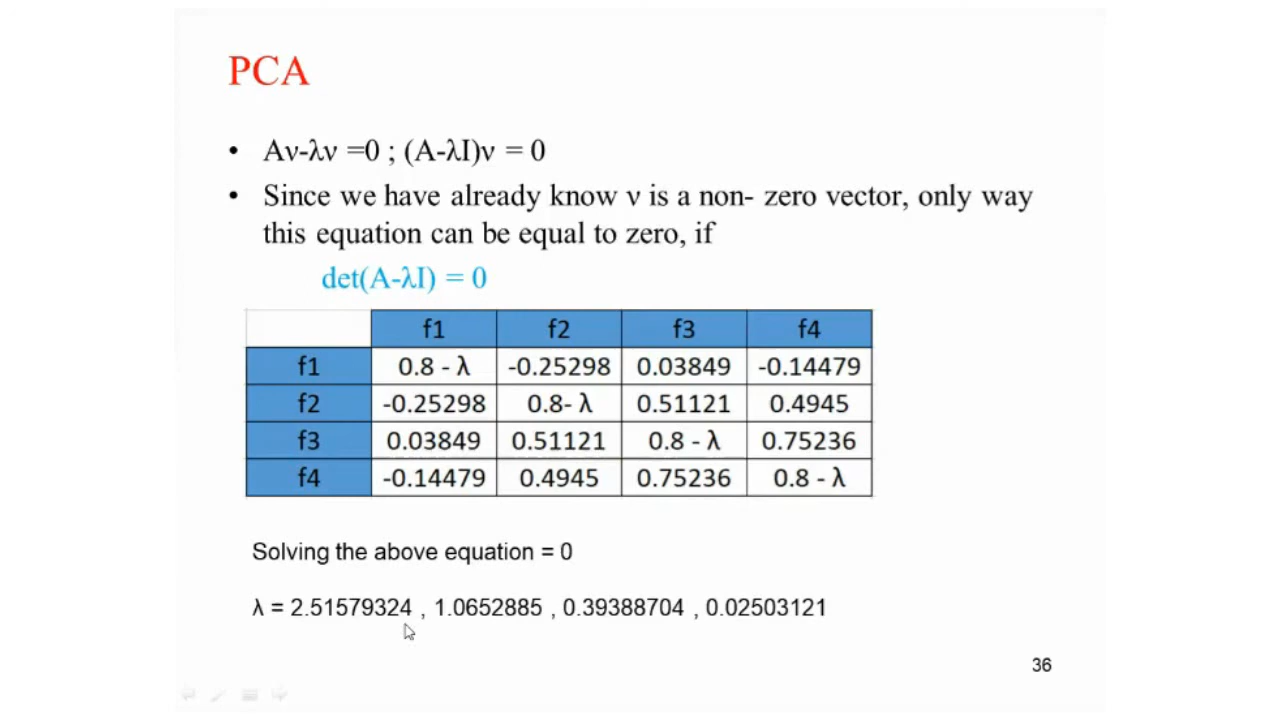 PCA
• Aν-λν =0 ; (A-λI)ν = 0
• Since we have already know ν is a non- zero vector, only way
this equation can be equal to zero, if
det(A-λI) = 0
f1 f2 f3 f4
f1 0.8 - λ -0.25298 0.03849 -0.14479
f2 -0.25298 0.8- λ 0.51121 0.4945
f3 0.03849 0.51121 0.8 - λ 0.75236
f4 -0.14479 0.4945 0.75236 0.8 - λ
Solving the above equation = 0
λ = 2.51579324 , 1.0652885 , 0.39388704 , 0.02503121
36